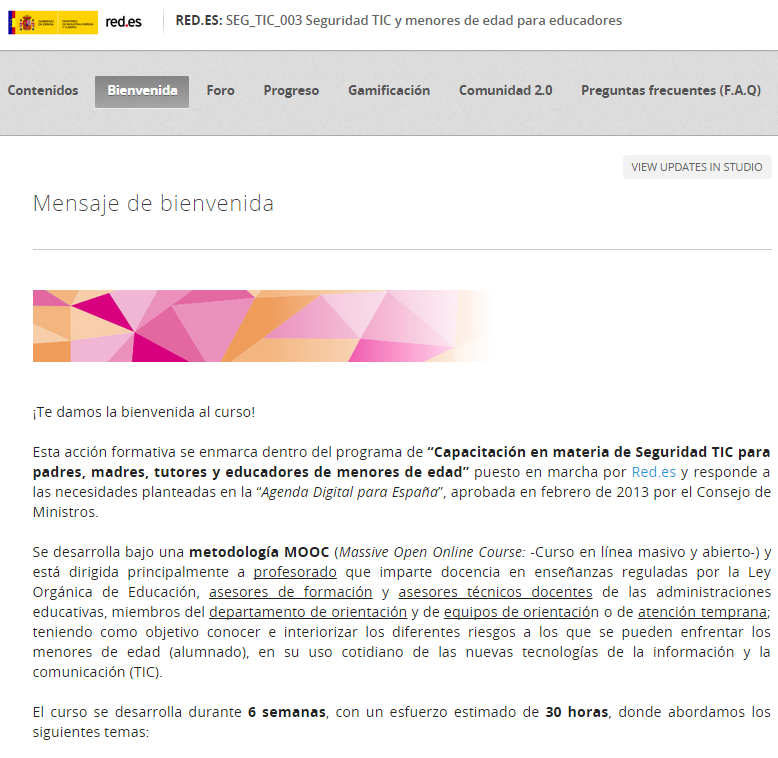 red.es RED.ES: SEG_TIC_003 Seguridad TIC y menores de edad para educadores
Contenidos Bienvenida Foro Progreso Gamificación Comunidad 2.0 Preguntas frecuentes (F.A.Q)
VIEW UPDATES IN STUDIO
Mensaje de bienvenida
¡Te damos la bienvenida al curso!
Esta acción formativa se enmarca dentro del programa de “Capacitación en materia de Seguridad TIC para
padres, madres, tutores y educadores de menores de edad” puesto en marcha por Red.es y responde a
las necesidades planteadas en la “Agenda Digital para España”, aprobada en febrero de 2013 por el Consejo de
Ministros.
Se desarrolla bajo una metodología MOOC (Massive Open Online Course: -Curso en línea masivo y abierto-) y
está dirigida principalmente a profesorado que imparte docencia en enseñanzas reguladas por la Ley
Orgánica de Educación, asesores de formación y asesores técnicos docentes de las administraciones
educativas, miembros del departamento de orientación y de equipos de orientación o de atención temprana;
teniendo como objetivo conocer e interiorizar los diferentes riesgos a los que se pueden enfrentar los
menores de edad (alumnado), en su uso cotidiano de las nuevas tecnologías de la información y la
comunicación (TIC).
El curso se desarrolla durante 6 semanas, con un esfuerzo estimado de 30 horas, donde abordamos los
siguientes temas: